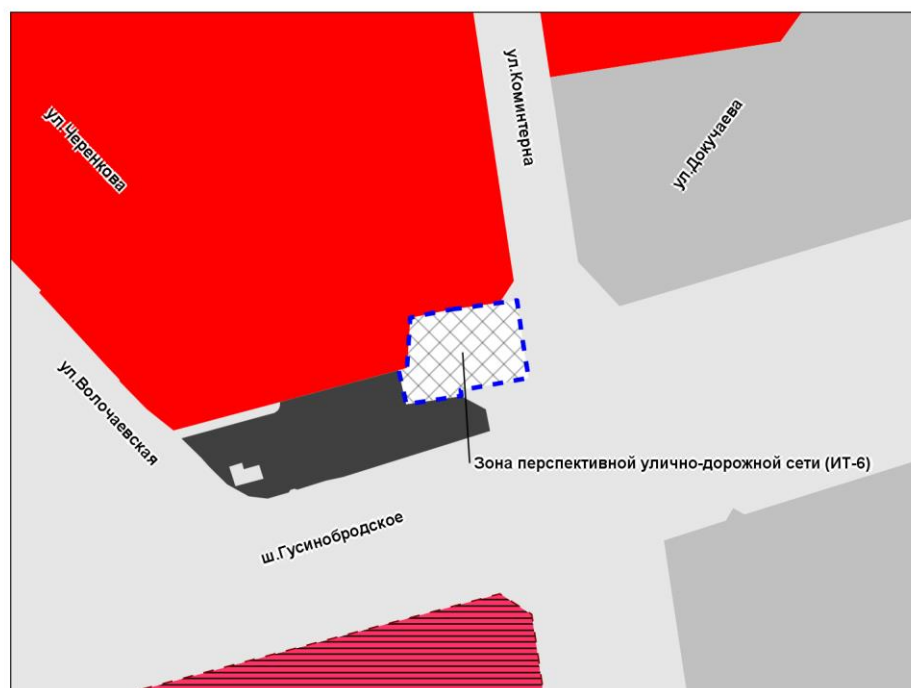 ул.Коминтерна
ул.Черенкова
ул.Докучаева
ул.Волочаевская
Зона перспективной улично-дорожной сети (ИТ-6)
ш.Гусинобродское